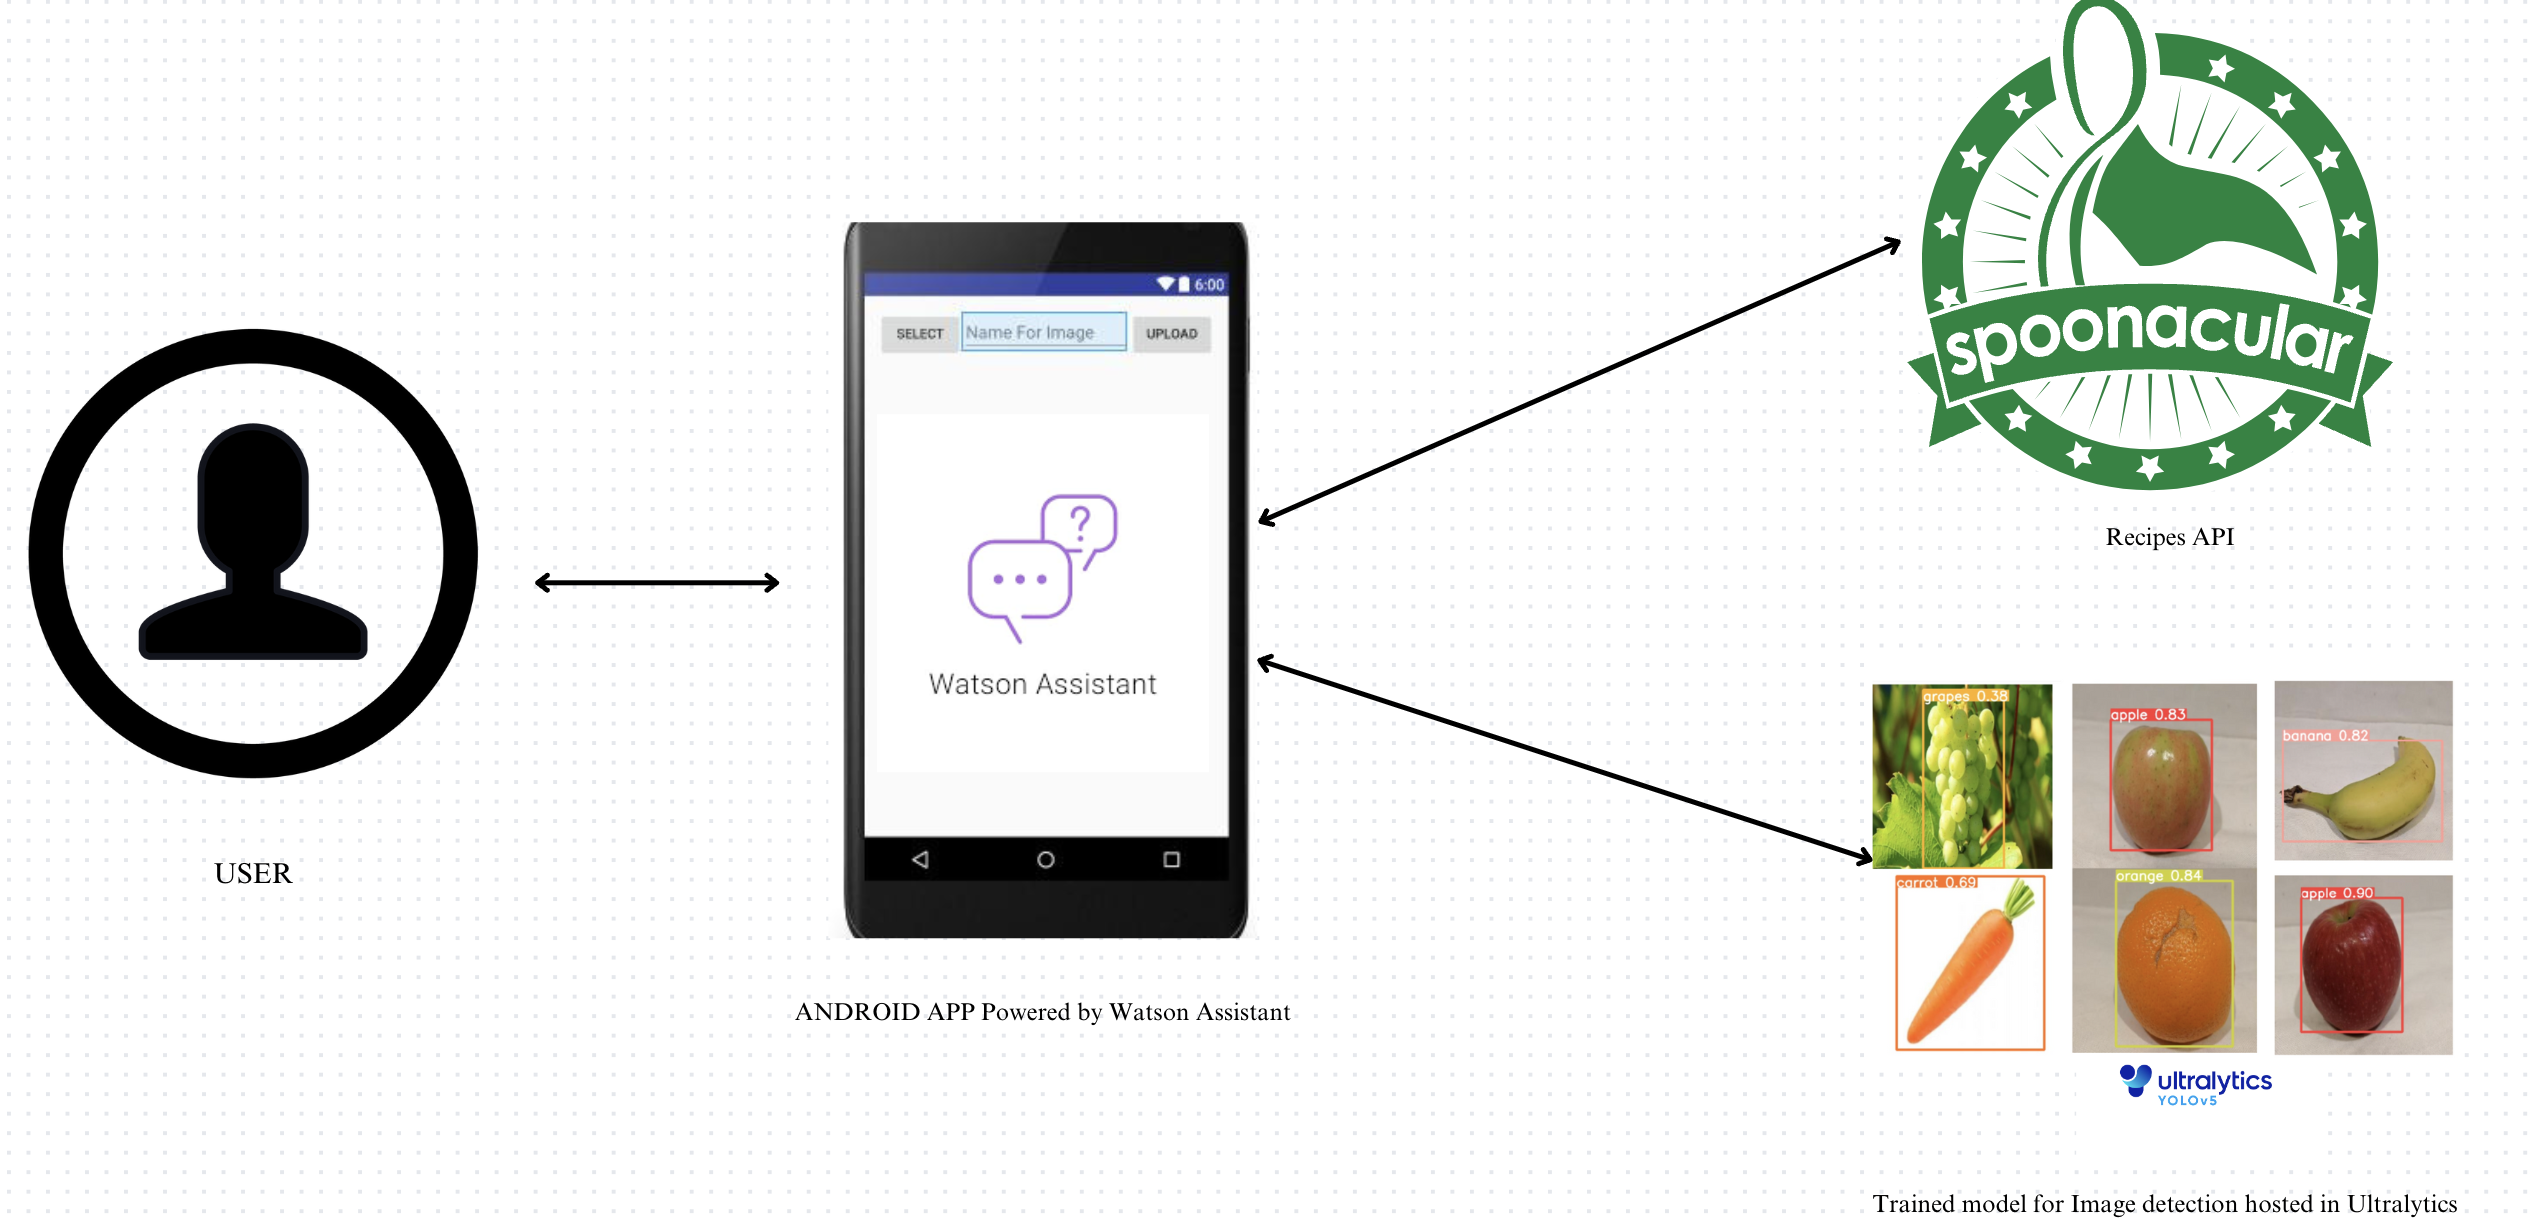 spoonacular
Recipes API
6:00
SELECT
Name For Image
UPLOAD
?
Watson Assistant
USER
ANDROID APP Powered by Watson Assistant
grapes 0.38
apple 0.83
banana 0.82
carrot 0.69
orange 0.84
apple 0.90
ultralytics
YOLOv5
Trained model for Image detection hosted in Ultralytics